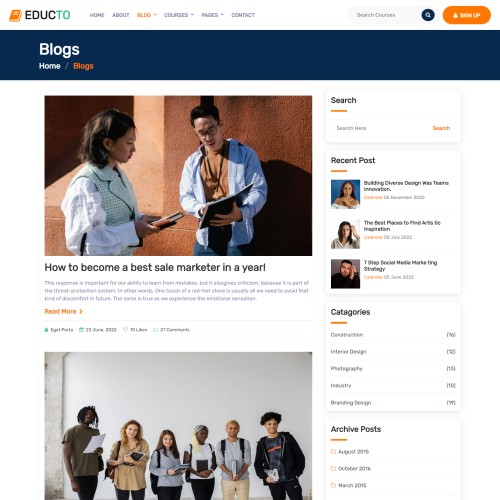 EDUCTO
HOME ABOUT BLOG COURSES PAGES CONTACT
Search Courses
SIGN UP
Blogs
Home / Blogs
How to become a best sale marketer in a year!
This response is important for our ability to learn from mistakes, but it alsogives criticism, because it is part of
the threat-protection system. In other words, One touch of a red-hot stove is usually all we need to avoid that
kind of discomfort in future. The same is true as we experience the emotional sensation.
Read More >
Eget Porta 23 June, 2022 70 Likes 27 Comments
Search
Search Here Search
Recent Post
Building Diverse Design Was Teams
Innovation.
Calendar 05 November 2020
The Best Places to Find Artis tic
Inspiration
Calendar 05 July 2022
7 Step Social Media Marke ting
Strategy
Calendar 05 June 2022
Catagories
Construction (16)
Interior Design (12)
Photography (13)
Industry (10)
Branding Design (19)
Archive Posts
August 2015
October 2016
March 2015